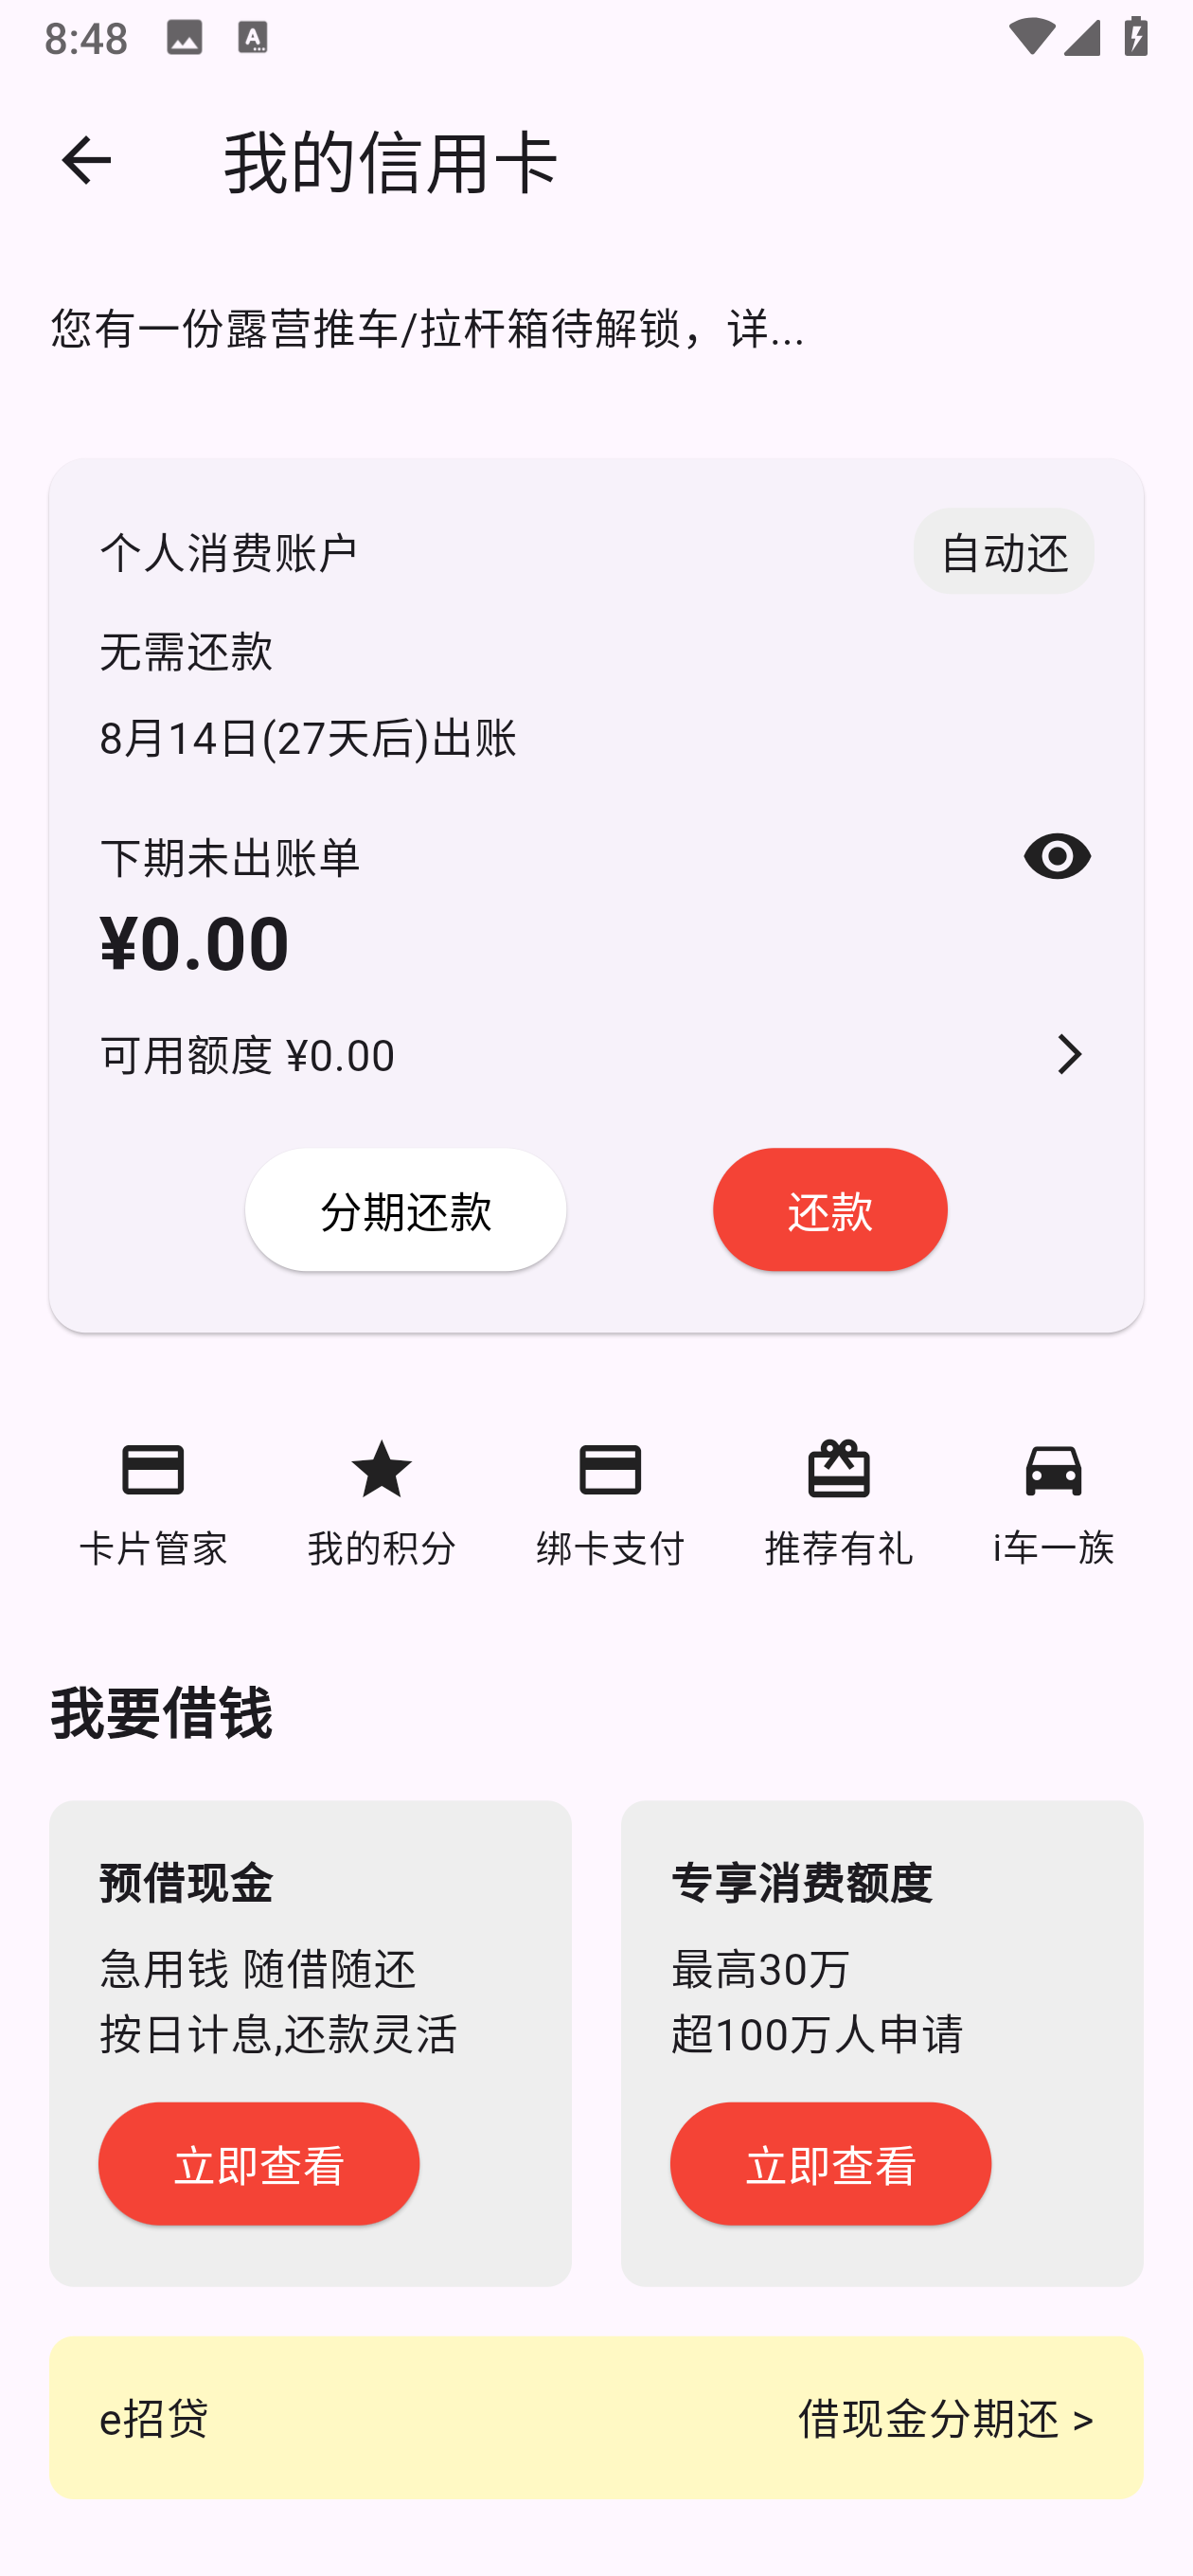 8:48
我的信用卡
您有一份露营推车/拉杆箱待解锁，详...
个人消费账户
自动还
无需还款
8月14日(27天后)出账
下期未出账单
¥0.00
可用额度 ¥0.00
分期还款
还款
卡片管家
我的积分
绑卡支付
推荐有礼
i车一族
我要借钱
预借现金
急用钱 随借随还
按日计息,还款灵活
立即查看
专享消费额度
最高30万
超100万人申请
立即查看
e招贷
借现金分期还 >